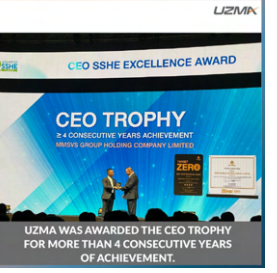 UZMA
SSHE
CEO SSHE EXCELLENCE AWARD
CEO TROPHY
≥ 4 CONSECUTIVE YEARS ACHIEVEMENT
MMSVS GROUP HOLDING COMPANY LIMITED
ZERO
UZMA WAS AWARDED THE CEO TROPHY
FOR MORE THAN 4 CONSECUTIVE YEARS
OF ACHIEVEMENT.